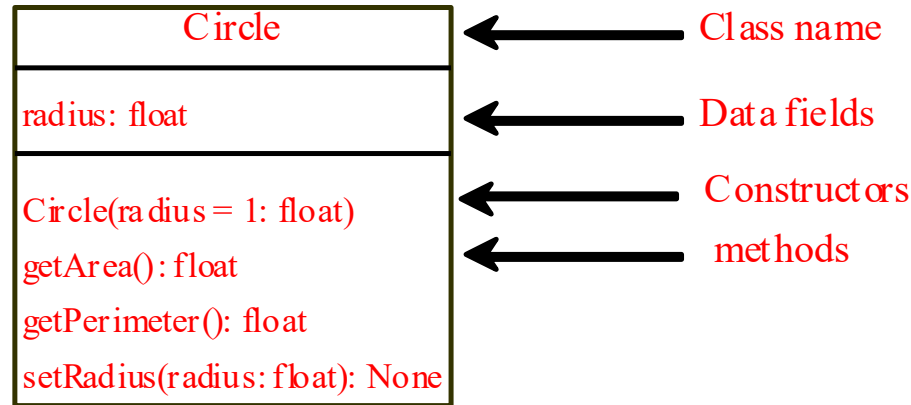 Circle
Class name
radius: float
Data fields
Constructors
Circle(radius = 1: float)
methods
getArea(): float
getPerimeter(): float
setRadius(radius: float): None